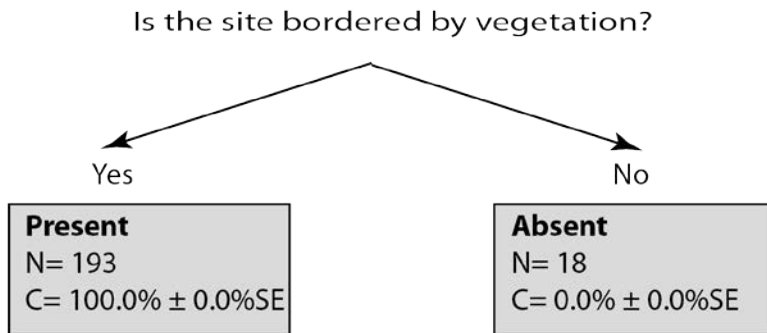 Is the site bordered by vegetation?
Yes
No
Present
N= 193
C= 100.0% ± 0.0%SE
Absent
N= 18
C= 0.0% ± 0.0%SE